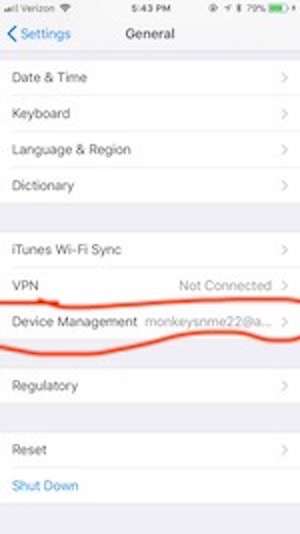 Verizon 5:43 PM 79%
Settings General
Date & Time
Keyboard
Language & Region
Dictionary
iTunes Wi-Fi Sync
VPN Not Connected
Device Management monkeysnme22@a...
Regulatory
Reset
Shut Down